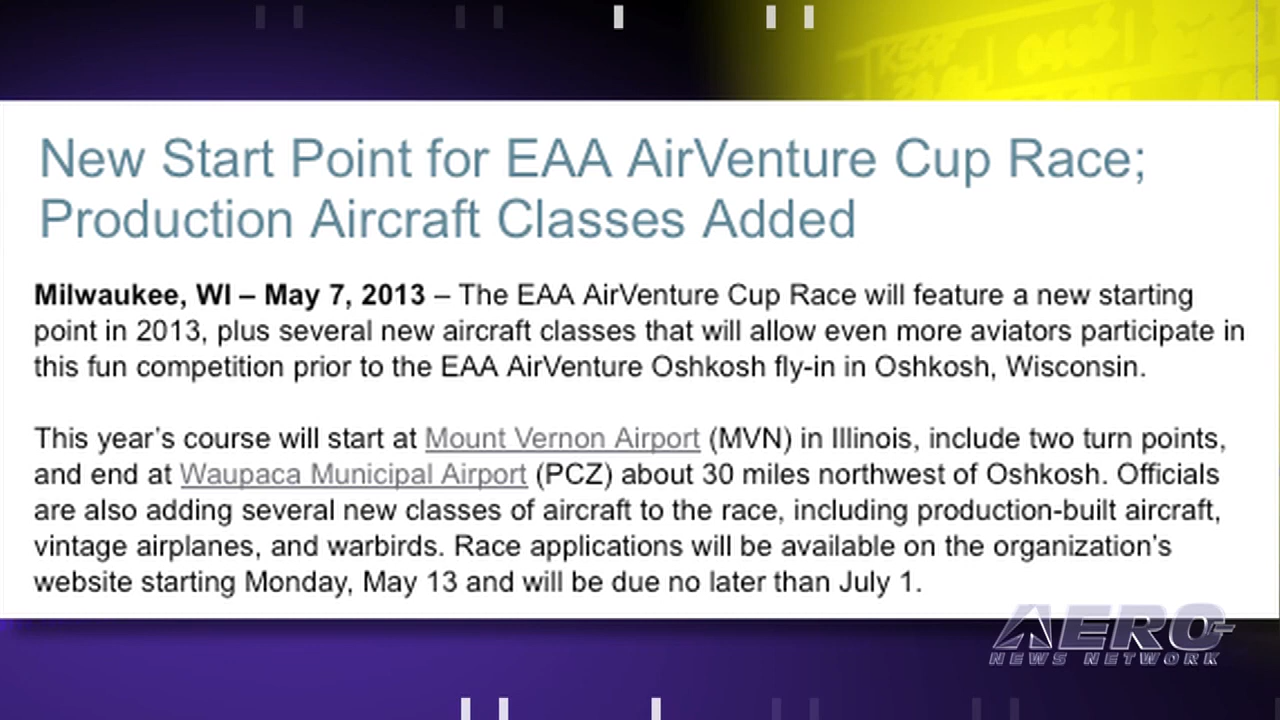 New Start Point for EAA AirVenture Cup Race;
Production Aircraft Classes Added
Milwaukee, WI – May 7, 2013 – The EAA AirVenture Cup Race will feature a new starting
point in 2013, plus several new aircraft classes that will allow even more aviators participate in
this fun competition prior to the EAA AirVenture Oshkosh fly-in in Oshkosh, Wisconsin.
This year's course will start at Mount Vernon Airport (MVN) in Illinois, include two turn points,
and end at Waupaca Municipal Airport (PCZ) about 30 miles northwest of Oshkosh. Officials
are also adding several new classes of aircraft to the race, including production-built aircraft,
vintage airplanes, and warbirds. Race applications will be available on the organization's
website starting Monday, May 13 and will be due no later than July 1.
AERO
NEWS NETWORK